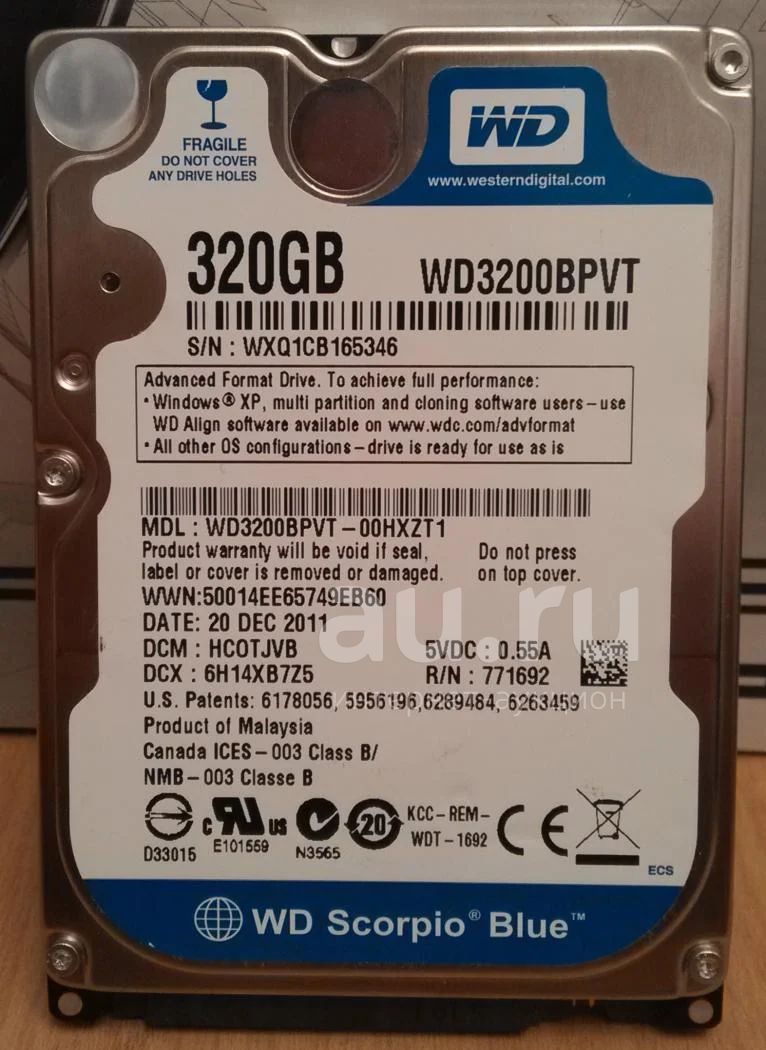 FRAGILE
DO NOT COVER
ANY DRIVE HOLES
WD
www.westerndigital.com
320GB WD3200BPVT
S/N : WXQ1CB165346
Advanced Format Drive. To achieve full performance:
• Windows® XP, multi partition and cloning software users – use
WD Align software available on www.wdc.com/advformat
• All other OS configurations – drive is ready for use as is
MDL : WD3200BPVT - 00HXZT1
Product warranty will be void if seal,
label or cover is removed or damaged.
Do not press
on top cover.
WWN:50014EE65749EB60
DATE: 20 DEC 2011
DCM : HCOTJVB
DCX : 6H14XB7Z5
5VDC : 0.55A
R/N : 771692
au.ru
U.S. Patents: 6178056, 5956196,6289484, 6263459
Product of Malaysia
Canada ICES - 003 Class B/
NMB - 003 Classe B
D33015
c RU us
E101559
N3565
20
KCC - REM -
WDT - 1692
CE
ECS
WD Scorpio® Blue™